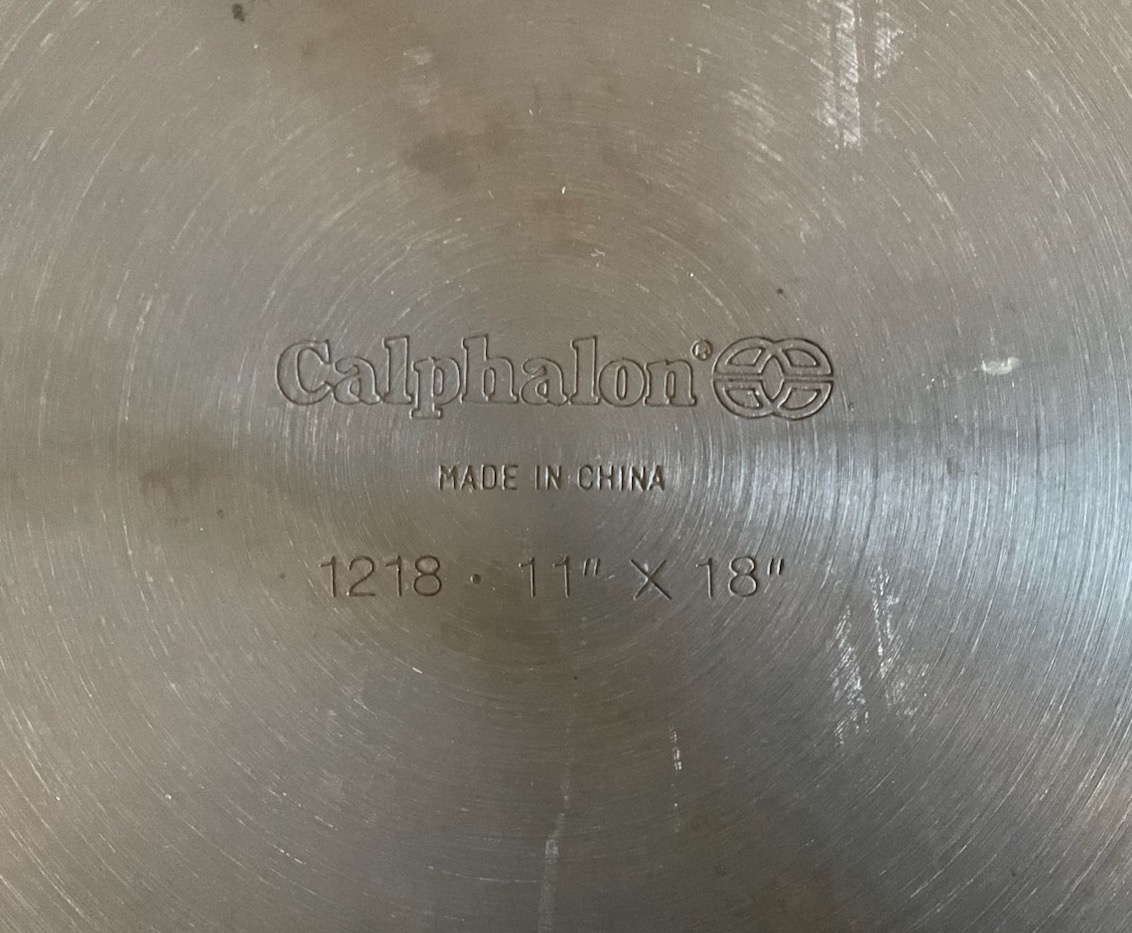 Calphalon®
MADE IN CHINA
1218 · 11" X 18"